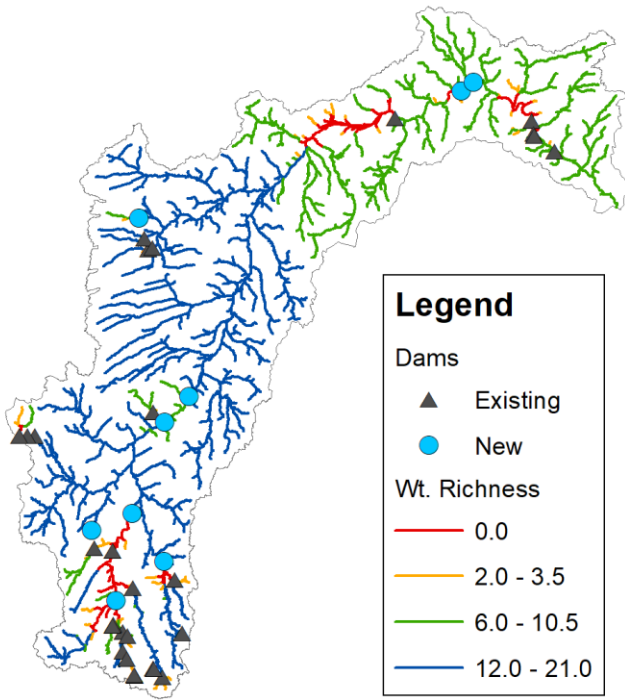 Legend
Dams
Existing
New
Wt. Richness
0.0
2.0 - 3.5
6.0 - 10.5
12.0 - 21.0